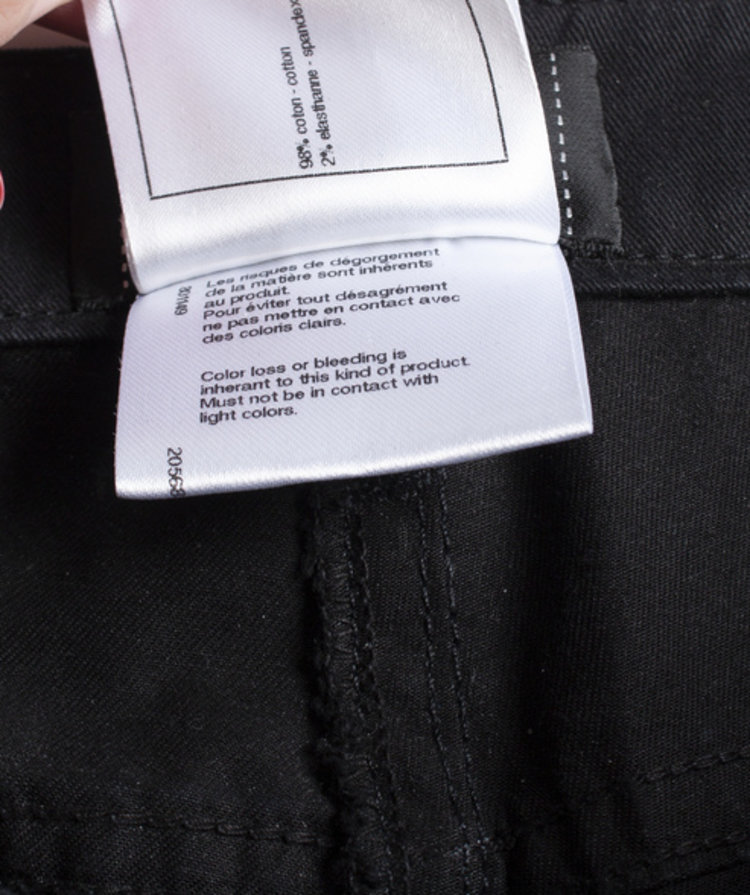 98% coton - cotton
2% elasthanne - spandex
Les risques de dégorgement
de la matière sont inhérents
au produit.
Pour éviter tout désagrément
ne pas mettre en contact avec
des coloris clairs.
Color loss or bleeding is
inherant to this kind of product.
Must not be in contact with
light colors.